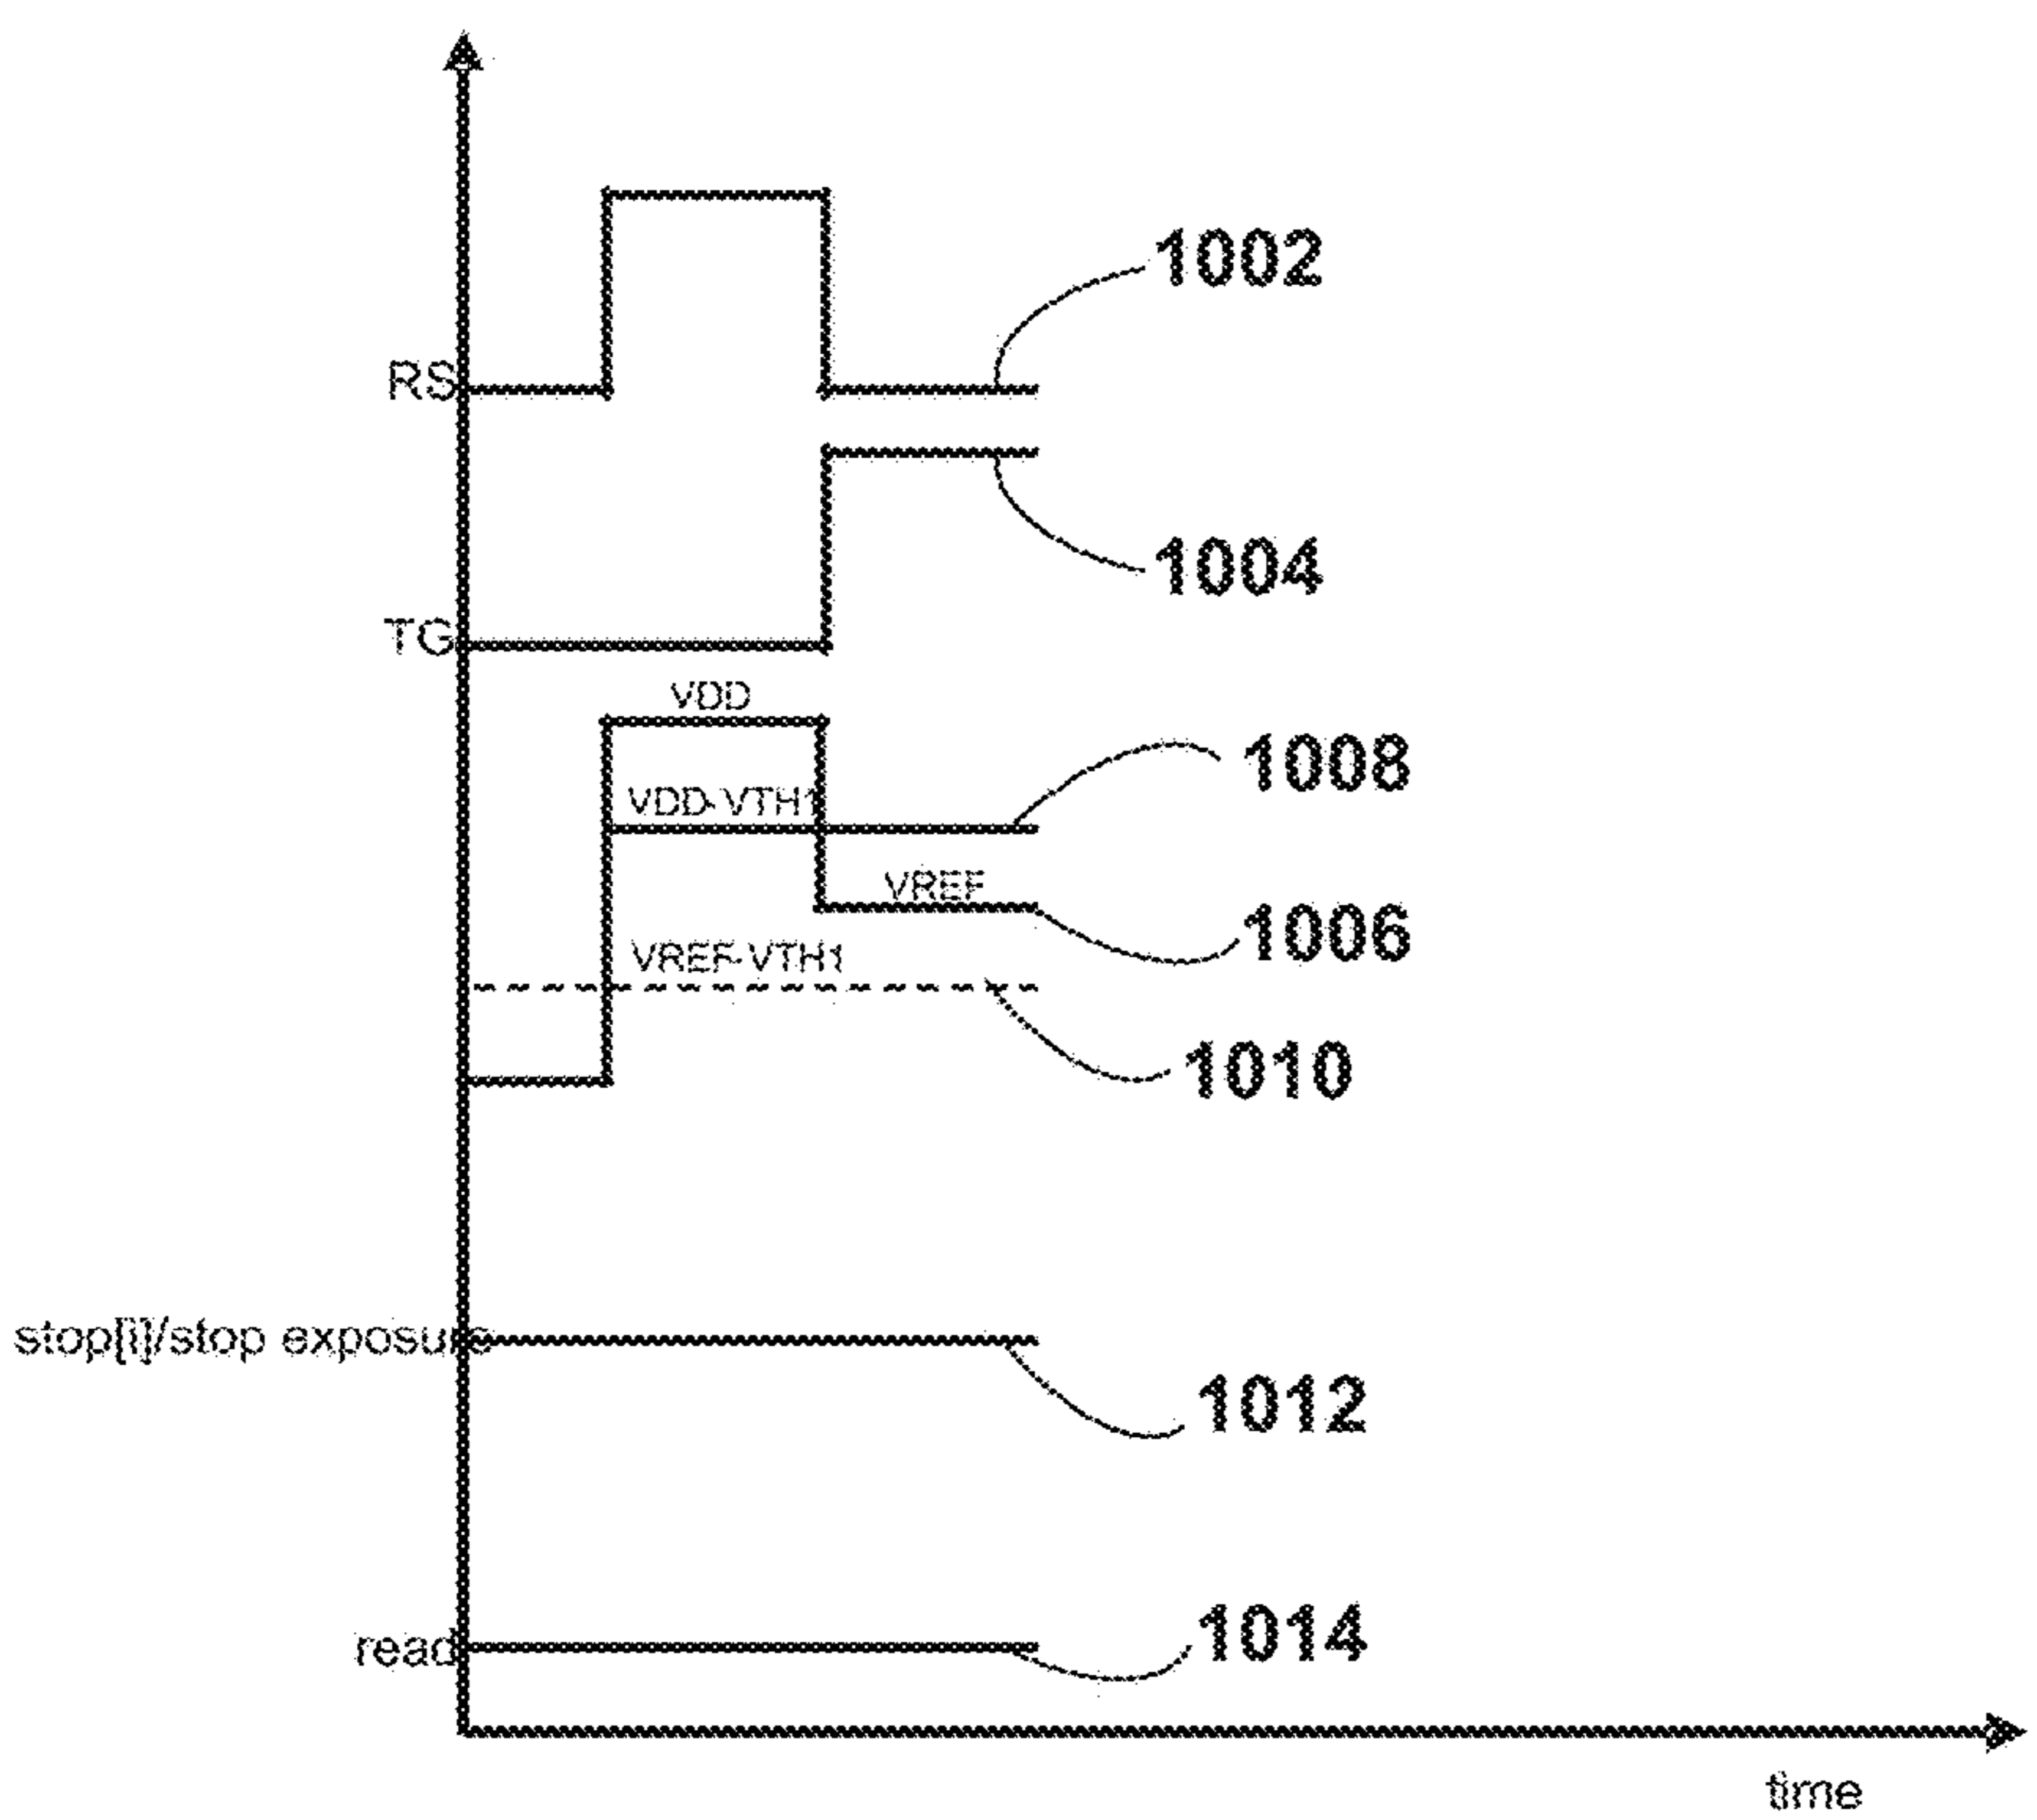 1002
RS
1004
TG
VDD
1008
VDD-VTH1
VREF
1006
VREF-VTH1
1010
stop[i]/stop exposure
1012
1014
read
time